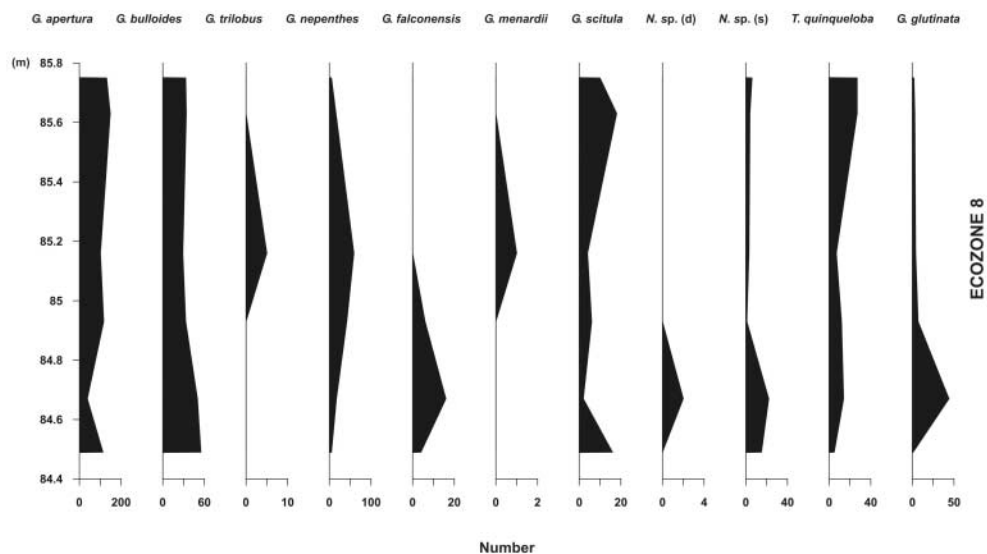 G. apertura G. bulloides G. trilobus G. nepenthes G. falconensis G. menardii G. scitula N. sp. (d) N. sp. (s) T. quinqueloba G. glutinata
(m) 85.8
85.6
85.4
85.2
85
84.8
84.6
84.4
0 200 0 60 0 10 0 100 0 20 0 2 0 20 0 4 0 40 0 40 0 50
Number
ECOZONE 8